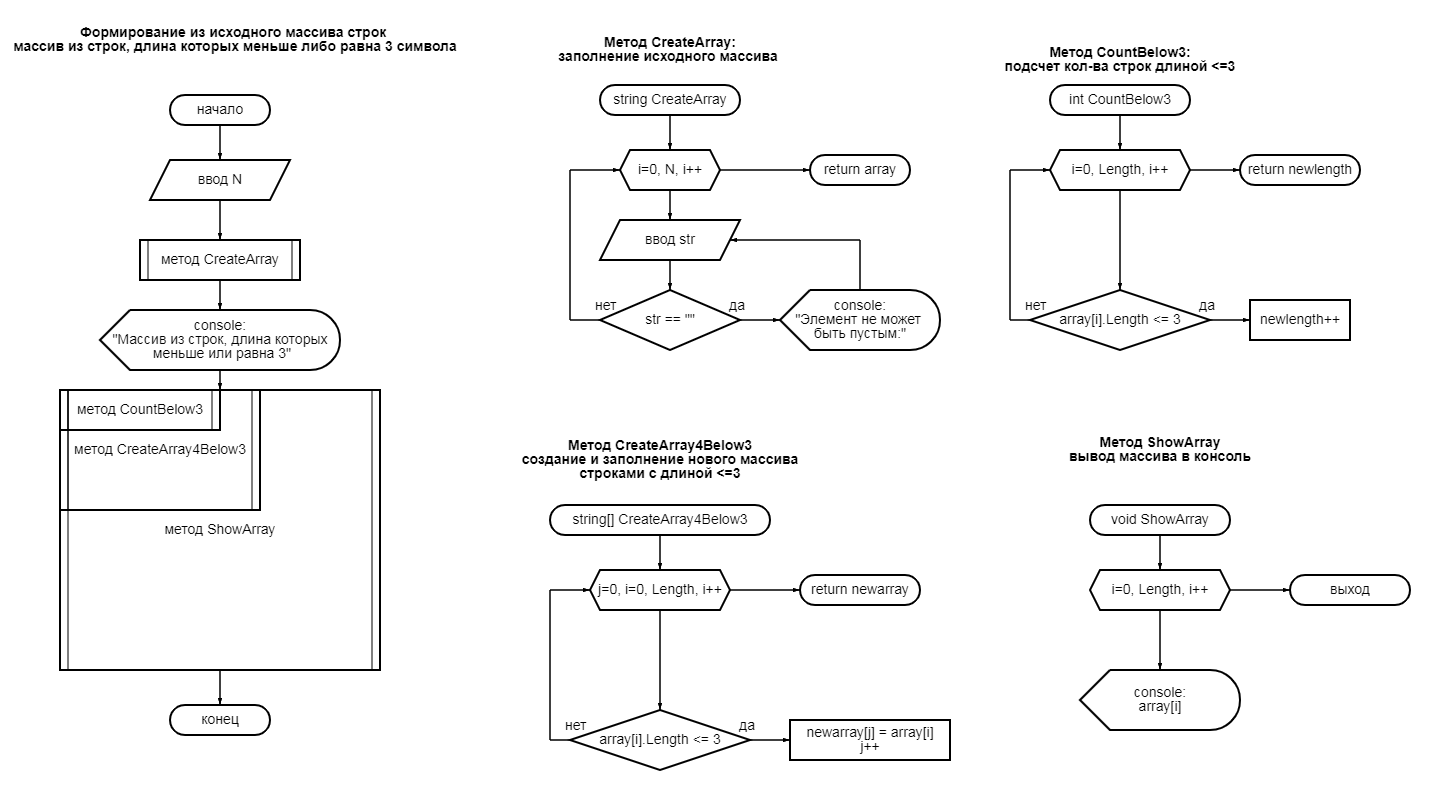 Формирование из исходного массива строк
массив из строк, длина которых меньше либо равна 3 символа
начало
ввод N
метод CreateArray
console:
"Массив из строк, длина которых
меньше или равна 3"
метод CountBelow3
метод CreateArray4Below3
метод ShowArray
конец
Метод CreateArray:
заполнение исходного массива
string CreateArray
i=0, N, i++
return array
ввод str
нет
str == ""
да
console:
"Элемент не может
быть пустым:"
Метод CountBelow3:
подсчет кол-ва строк длиной <=3
int CountBelow3
i=0, Length, i++
return newlength
нет
array[i].Length <= 3
да
newlength++
Метод CreateArray4Below3
создание и заполнение нового массива
строками с длиной <=3
string[] CreateArray4Below3
j=0, i=0, Length, i++
return newarray
нет
array[i].Length <= 3
да
newarray[j] = array[i]
j++
Метод ShowArray
вывод массива в консоль
void ShowArray
i=0, Length, i++
выход
console:
array[i]